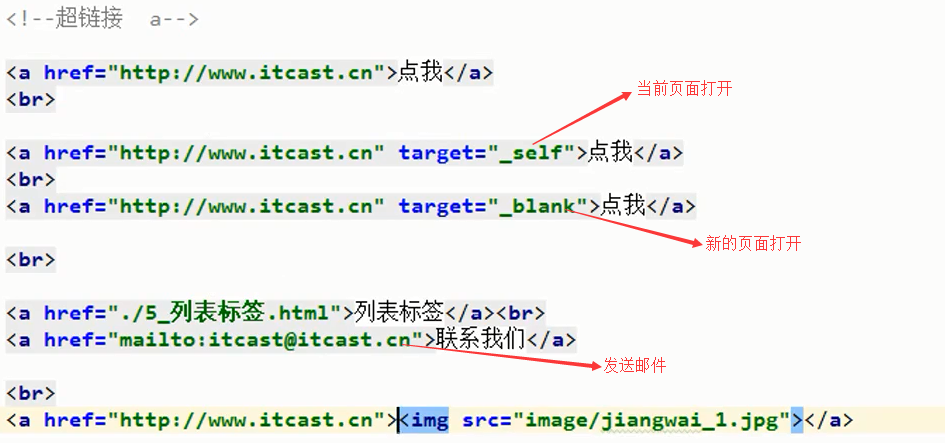 <!--超链接  a-->
<a href="http://www.itcast.cn">点我</a>
当前页面打开
<br>
<a href="http://www.itcast.cn" target="_self">点我</a>
<br>
<a href="http://www.itcast.cn" target="_blank">点我</a>
新的页面打开
<br>
<a href="./5_列表标签.html">列表标签</a><br>
<a href="mailto:itcast@itcast.cn">联系我们</a>
发送邮件
<br>
<a href="http://www.itcast.cn"><img src="image/jiangwai_1.jpg"></a>